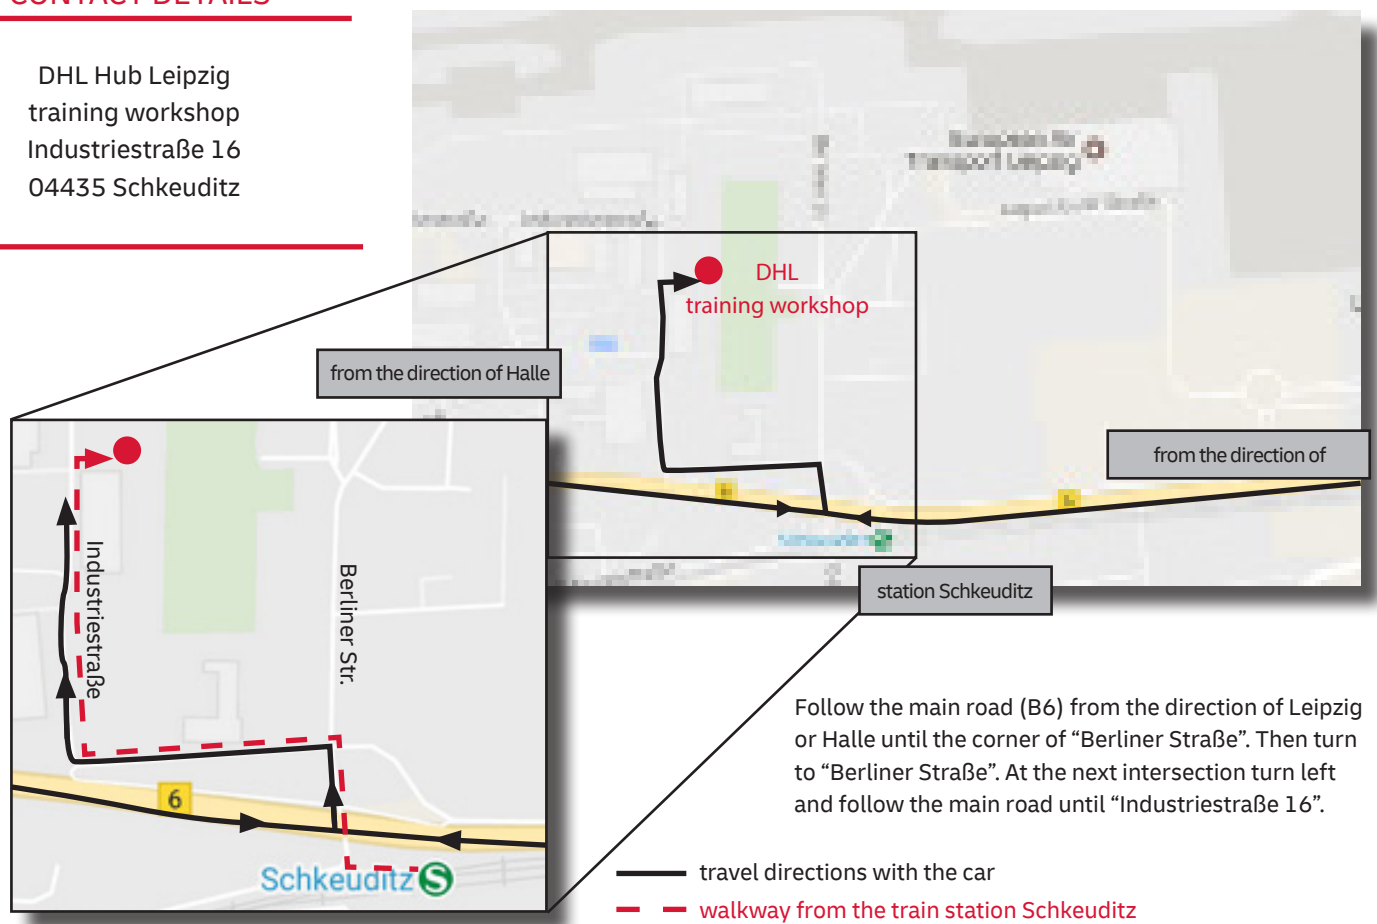 CONTACT DETAILS
DHL Hub Leipzig
training workshop
Industriestraße 16
04435 Schkeuditz
DHL
training workshop
from the direction of Halle
from the direction of
station Schkeuditz
Industriestraße
Berliner Str.
6
Schkeuditz S
Follow the main road (B6) from the direction of Leipzig
or Halle until the corner of “Berliner Straße”. Then turn
to “Berliner Straße”. At the next intersection turn left
and follow the main road until “Industriestraße 16”.
travel directions with the car
walkway from the train station Schkeuditz